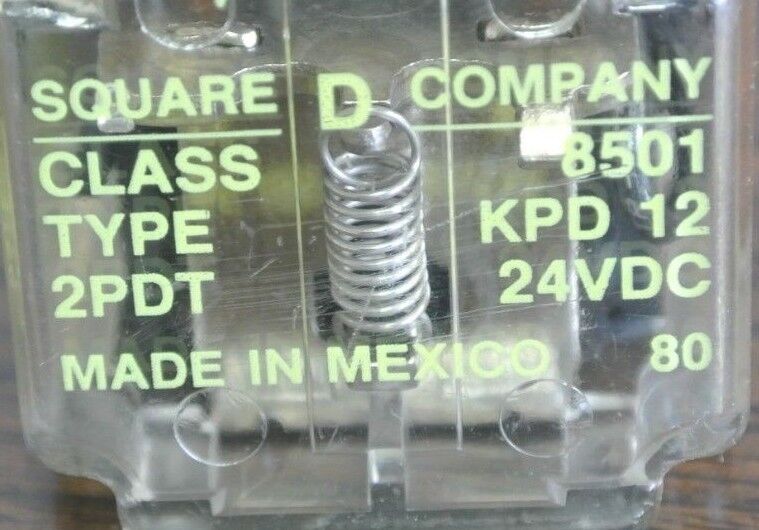 SQUARE D COMPANY
CLASS 8501
TYPE KPD 12
2PDT 24VDC
MADE IN MEXICO 80